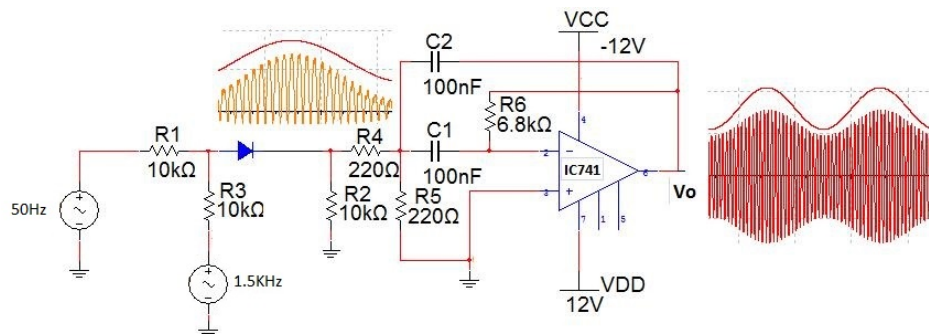 VCC
-12V
C2
100nF
R6
6.8kΩ
R1
10kΩ
R4
220Ω
C1
100nF
4
2
IC741
6
Vo
3
R3
10kΩ
R2
10kΩ
R5
220Ω
7
1
5
50Hz
1.5KHz
VDD
12V